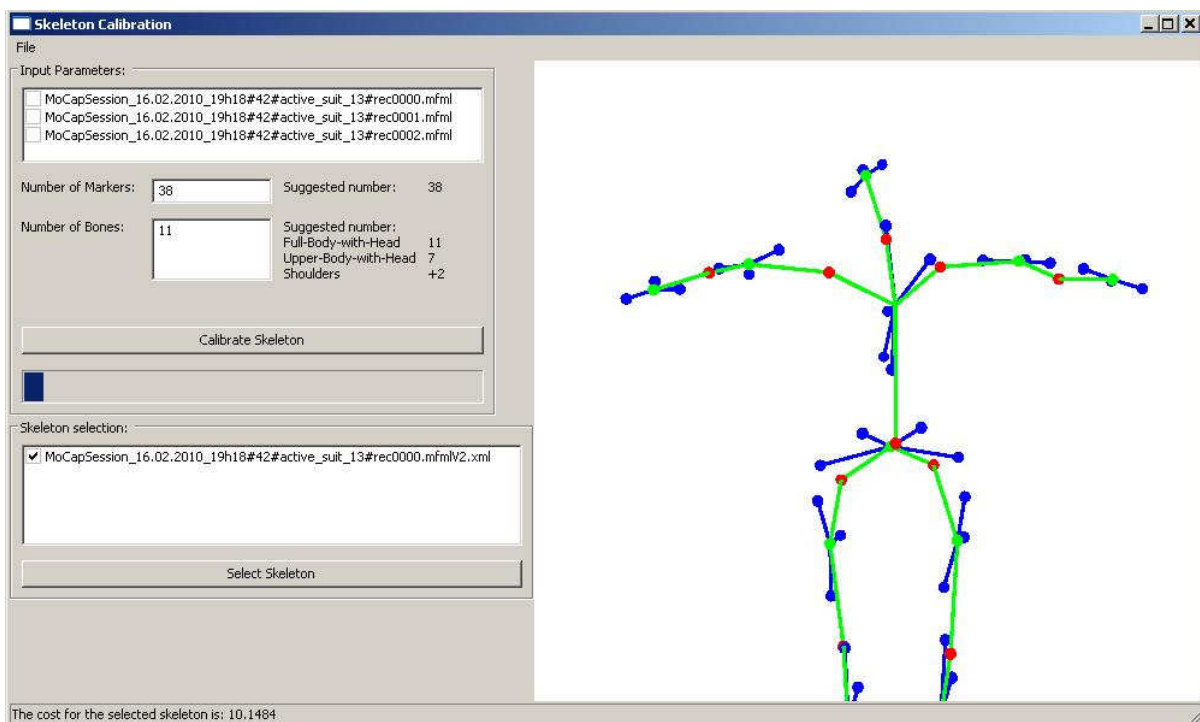 Skeleton Calibration
File
Input Parameters:
MoCapSession_16.02.2010_19h18#42#active_suit_13#rec0000.mfml
MoCapSession_16.02.2010_19h18#42#active_suit_13#rec0001.mfml
MoCapSession_16.02.2010_19h18#42#active_suit_13#rec0002.mfml
Number of Markers: 38 Suggested number: 38
Number of Bones: 11 Suggested number:
Full-Body-with-Head 11
Upper-Body-with-Head 7
Shoulders +2
Calibrate Skeleton
Skeleton selection:
MoCapSession_16.02.2010_19h18#42#active_suit_13#rec0000.mfmlV2.xml
Select Skeleton
The cost for the selected skeleton is: 10.1484